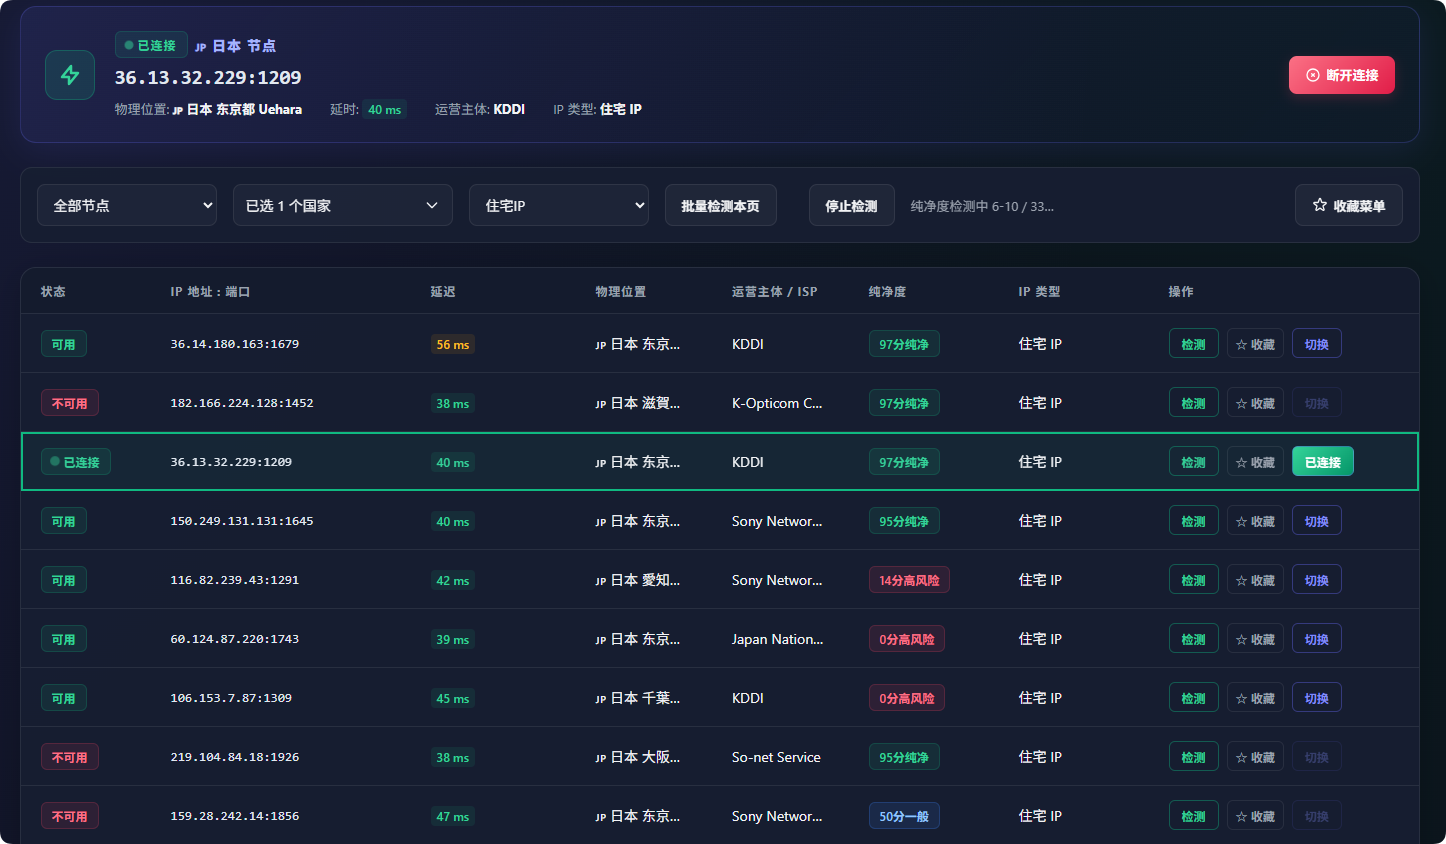 已连接 JP 日本 节点
36.13.32.229:1209
物理位置: JP 日本 东京都 Uehara 延时: 40 ms 运营主体: KDDI IP 类型: 住宅 IP
断开连接
全部节点 已选 1 个国家 住宅IP 批量检测本页 停止检测 纯净度检测中 6-10 / 33... 收藏菜单
状态 IP 地址 : 端口 延迟 物理位置 运营主体 / ISP 纯净度 IP 类型 操作
可用 36.14.180.163:1679 56 ms JP 日本 东京... KDDI 97分纯净 住宅 IP 检测 ☆ 收藏 切换
不可用 182.166.224.128:1452 38 ms JP 日本 滋賀... K-Opticom C... 97分纯净 住宅 IP 检测 ☆ 收藏 切换
已连接 36.13.32.229:1209 40 ms JP 日本 东京... KDDI 97分纯净 住宅 IP 检测 ☆ 收藏 已连接
可用 150.249.131.131:1645 40 ms JP 日本 东京... Sony Networ... 95分纯净 住宅 IP 检测 ☆ 收藏 切换
可用 116.82.239.43:1291 42 ms JP 日本 愛知... Sony Networ... 14分高风险 住宅 IP 检测 ☆ 收藏 切换
可用 60.124.87.220:1743 39 ms JP 日本 东京... Japan Nation... 0分高风险 住宅 IP 检测 ☆ 收藏 切换
可用 106.153.7.87:1309 45 ms JP 日本 千葉... KDDI 0分高风险 住宅 IP 检测 ☆ 收藏 切换
不可用 219.104.84.18:1926 38 ms JP 日本 大阪... So-net Service 95分纯净 住宅 IP 检测 ☆ 收藏 切换
不可用 159.28.242.14:1856 47 ms JP 日本 东京... Sony Networ... 50分一般 住宅 IP 检测 ☆ 收藏 切换